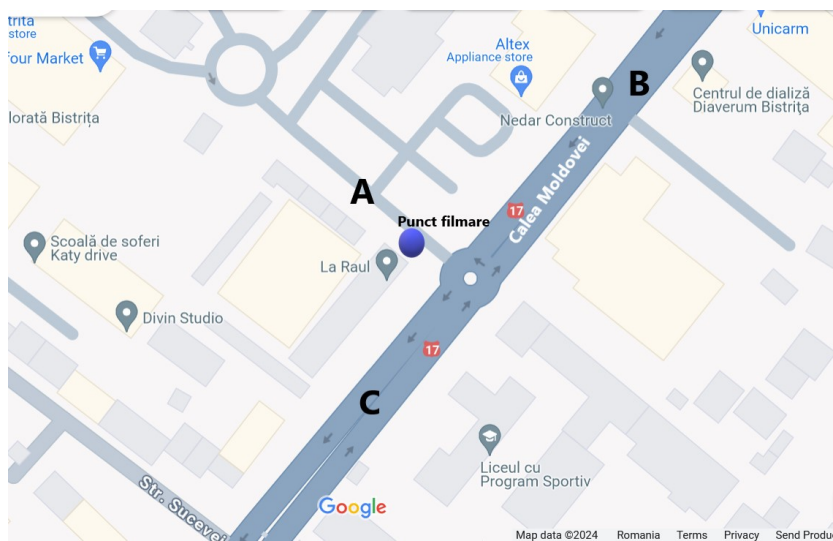 trita
store
four Market
Altex
Appliance store
Unicarm
B
Centrul de dializă
Diaverum Bistrița
Nedar Construct
lorată Bistrița
A
17
Calea Moldovei
Punct filmare
Scoală de soferi
Katy drive
La Raul
Divin Studio
17
C
Liceul cu
Program Sportiv
Str. Sucevei
Google
Map data ©2024 Romania Terms Privacy Send Produ